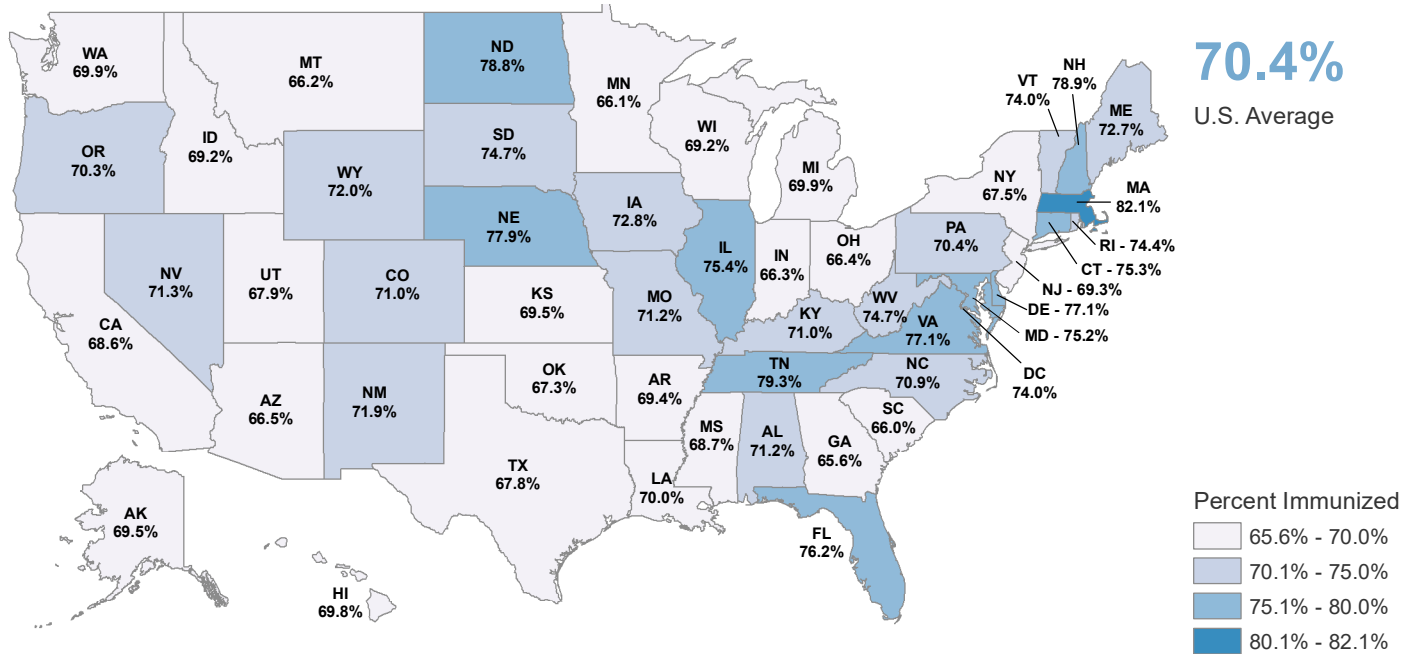 70.4%
U.S. Average
WA
69.9%
MT
66.2%
ND
78.8%
MN
66.1%
VT
74.0%
NH
78.9%
ME
72.7%
OR
70.3%
ID
69.2%
WY
72.0%
SD
74.7%
WI
69.2%
MI
69.9%
NY
67.5%
MA
82.1%
RI - 74.4%
CT - 75.3%
NJ - 69.3%
DE - 77.1%
MD - 75.2%
DC
74.0%
NV
71.3%
UT
67.9%
CO
71.0%
NE
77.9%
IA
72.8%
IL
75.4%
IN
66.3%
OH
66.4%
PA
70.4%
CA
68.6%
KS
69.5%
MO
71.2%
KY
71.0%
WV
74.7%
VA
77.1%
AZ
66.5%
NM
71.9%
OK
67.3%
AR
69.4%
TN
79.3%
NC
70.9%
SC
66.0%
TX
67.8%
LA
70.0%
MS
68.7%
AL
71.2%
GA
65.6%
FL
76.2%
AK
69.5%
HI
69.8%
Percent Immunized
65.6% - 70.0%
70.1% - 75.0%
75.1% - 80.0%
80.1% - 82.1%